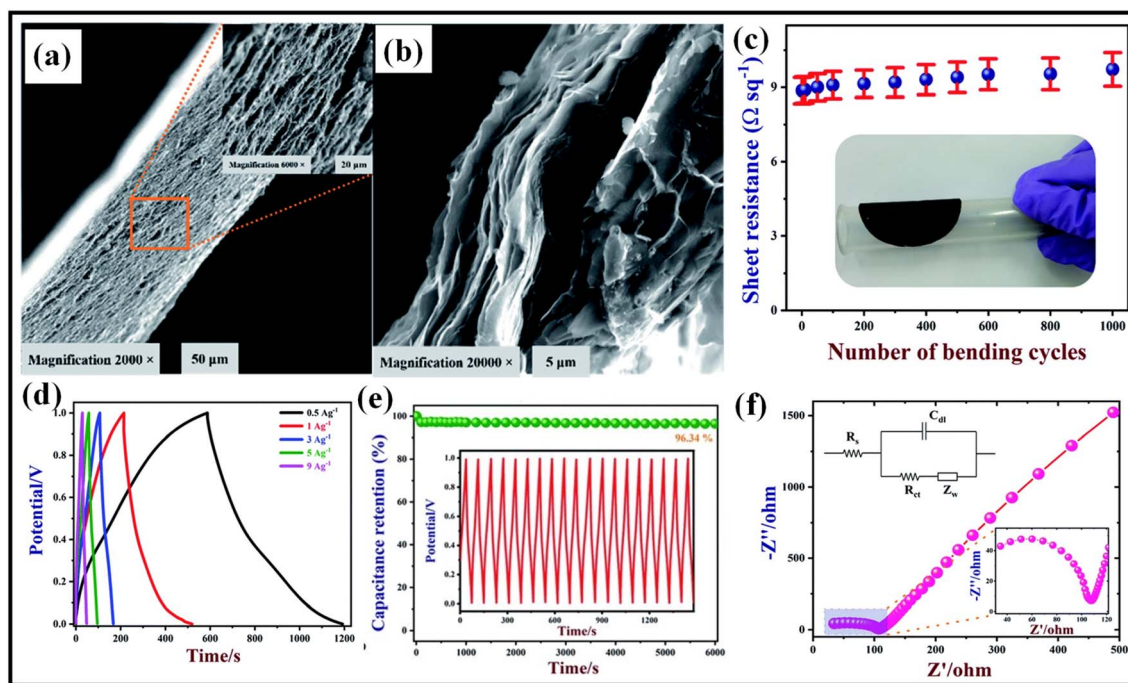 (a)
Magnification 6000 × 20 μm
Magnification 2000 × 50 μm
(b)
Magnification 20000 × 5 μm
(c)
Sheet resistance (Ω sq⁻¹)
9
6
3
0
0 200 400 600 800 1000
Number of bending cycles
(d)
Potential/V
1.0
0.8
0.6
0.4
0.2
0.0
0 200 400 600 800 1000 1200
Time/s
0.5 Ag⁻¹
1 Ag⁻¹
3 Ag⁻¹
5 Ag⁻¹
9 Ag⁻¹
(e)
Capacitance retention (%)
100
80
60
40
20
0
0 1000 2000 3000 4000 5000 6000
Time/s
96.34 %
Potential/V
1.0
0.8
0.6
0.4
0.2
0.0
0 300 600 900 1200
Time/s
(f)
-Z''/ohm
1500
1000
500
0
0 100 200 300 400 500
Z'/ohm
Rs
Cdl
Rct
Zw
-Z''/ohm
40
20
0
40 60 80 100 120
Z'/ohm